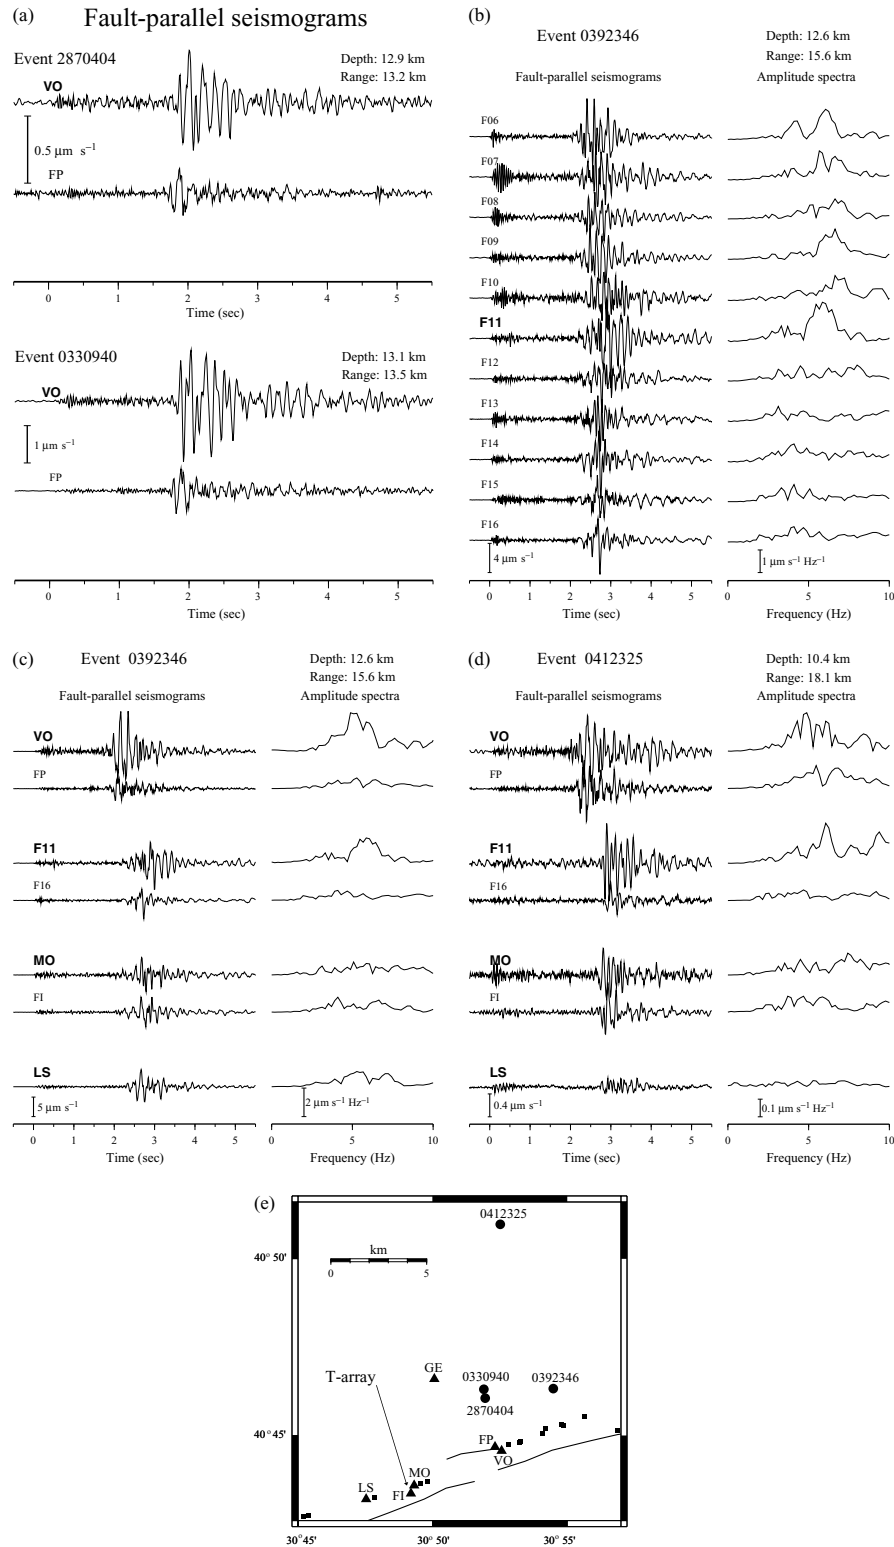 (a)
Fault-parallel seismograms
Event 2870404
Depth: 12.9 km
Range: 13.2 km
VO
0.5 μm s⁻¹
FP
0 1 2 3 4 5
Time (sec)
Event 0330940
Depth: 13.1 km
Range: 13.5 km
VO
1 μm s⁻¹
FP
0 1 2 3 4 5
Time (sec)
(b)
Event 0392346
Depth: 12.6 km
Range: 15.6 km
Fault-parallel seismograms
Amplitude spectra
F06
F07
F08
F09
F10
F11
F12
F13
F14
F15
F16
4 μm s⁻¹
1 μm s⁻¹ Hz⁻¹
0 1 2 3 4 5
0 5 10
Time (sec)
Frequency (Hz)
(c)
Event 0392346
Depth: 12.6 km
Range: 15.6 km
Fault-parallel seismograms
Amplitude spectra
VO
FP
F11
F16
MO
FI
LS
5 μm s⁻¹
2 μm s⁻¹ Hz⁻¹
0 1 2 3 4 5
0 5 10
Time (sec)
Frequency (Hz)
(d)
Event 0412325
Depth: 10.4 km
Range: 18.1 km
Fault-parallel seismograms
Amplitude spectra
VO
FP
F11
F16
MO
FI
LS
0.4 μm s⁻¹
0.1 μm s⁻¹ Hz⁻¹
0 1 2 3 4 5
0 5 10
Time (sec)
Frequency (Hz)
(e)
0412325
40° 50'
km
0 5
GE
T-array
0330940
0392346
2870404
40° 45'
FP
VO
MO
LS
FI
30° 45' 30° 50' 30° 55'